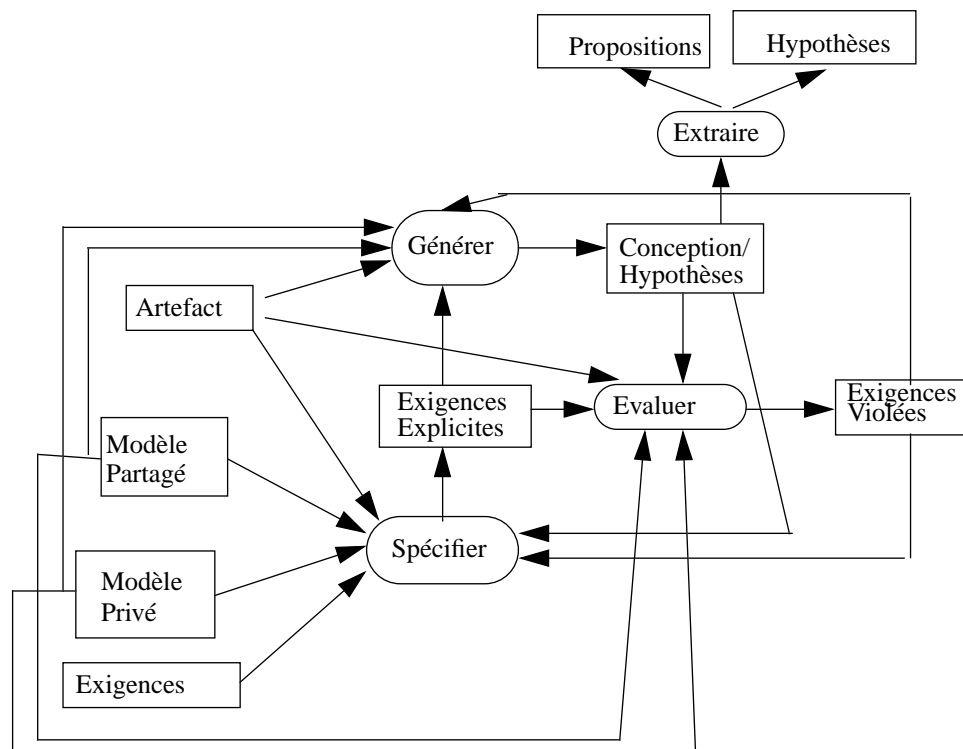 Propositions
Hypothèses
Extraire
Générer
Conception/
Hypothèses
Artefact
Exigences
Explicites
Evaluer
Exigences
Violées
Modèle
Partagé
Spécifier
Modèle
Privé
Exigences